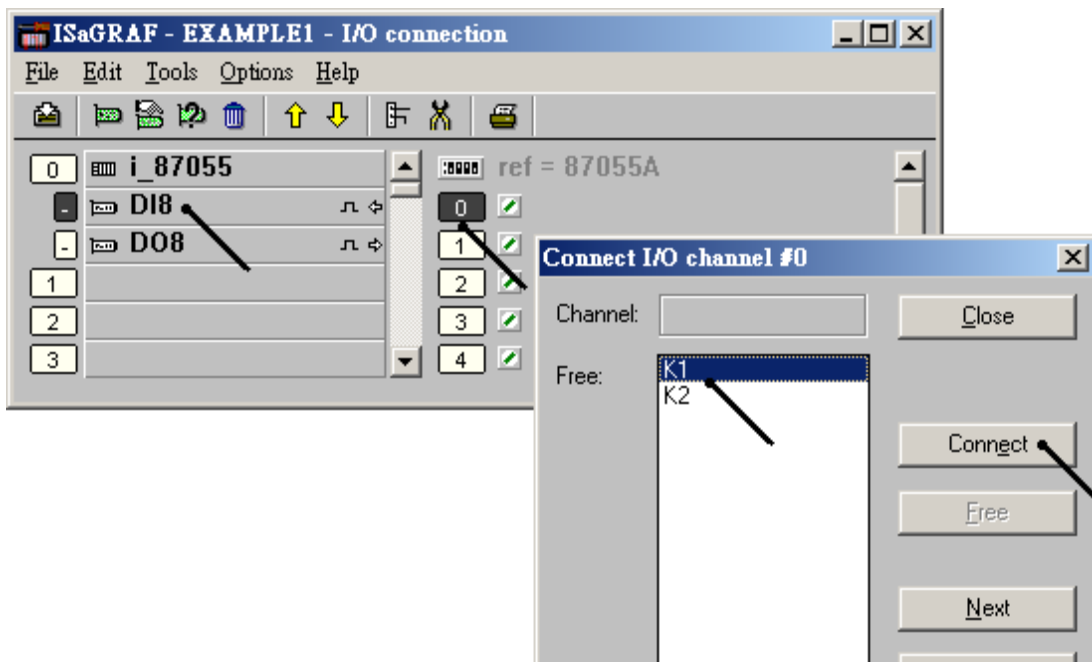 ISaGRAF - EXAMPLE1 - I/O connection
File Edit Tools Options Help
0 i_87055
- DI8
- DO8
1
2
3
ref = 87055A
0
1
2
3
4
Connect I/O channel #0
Channel:
Close
Free:
K1
K2
Connect
Free
Next